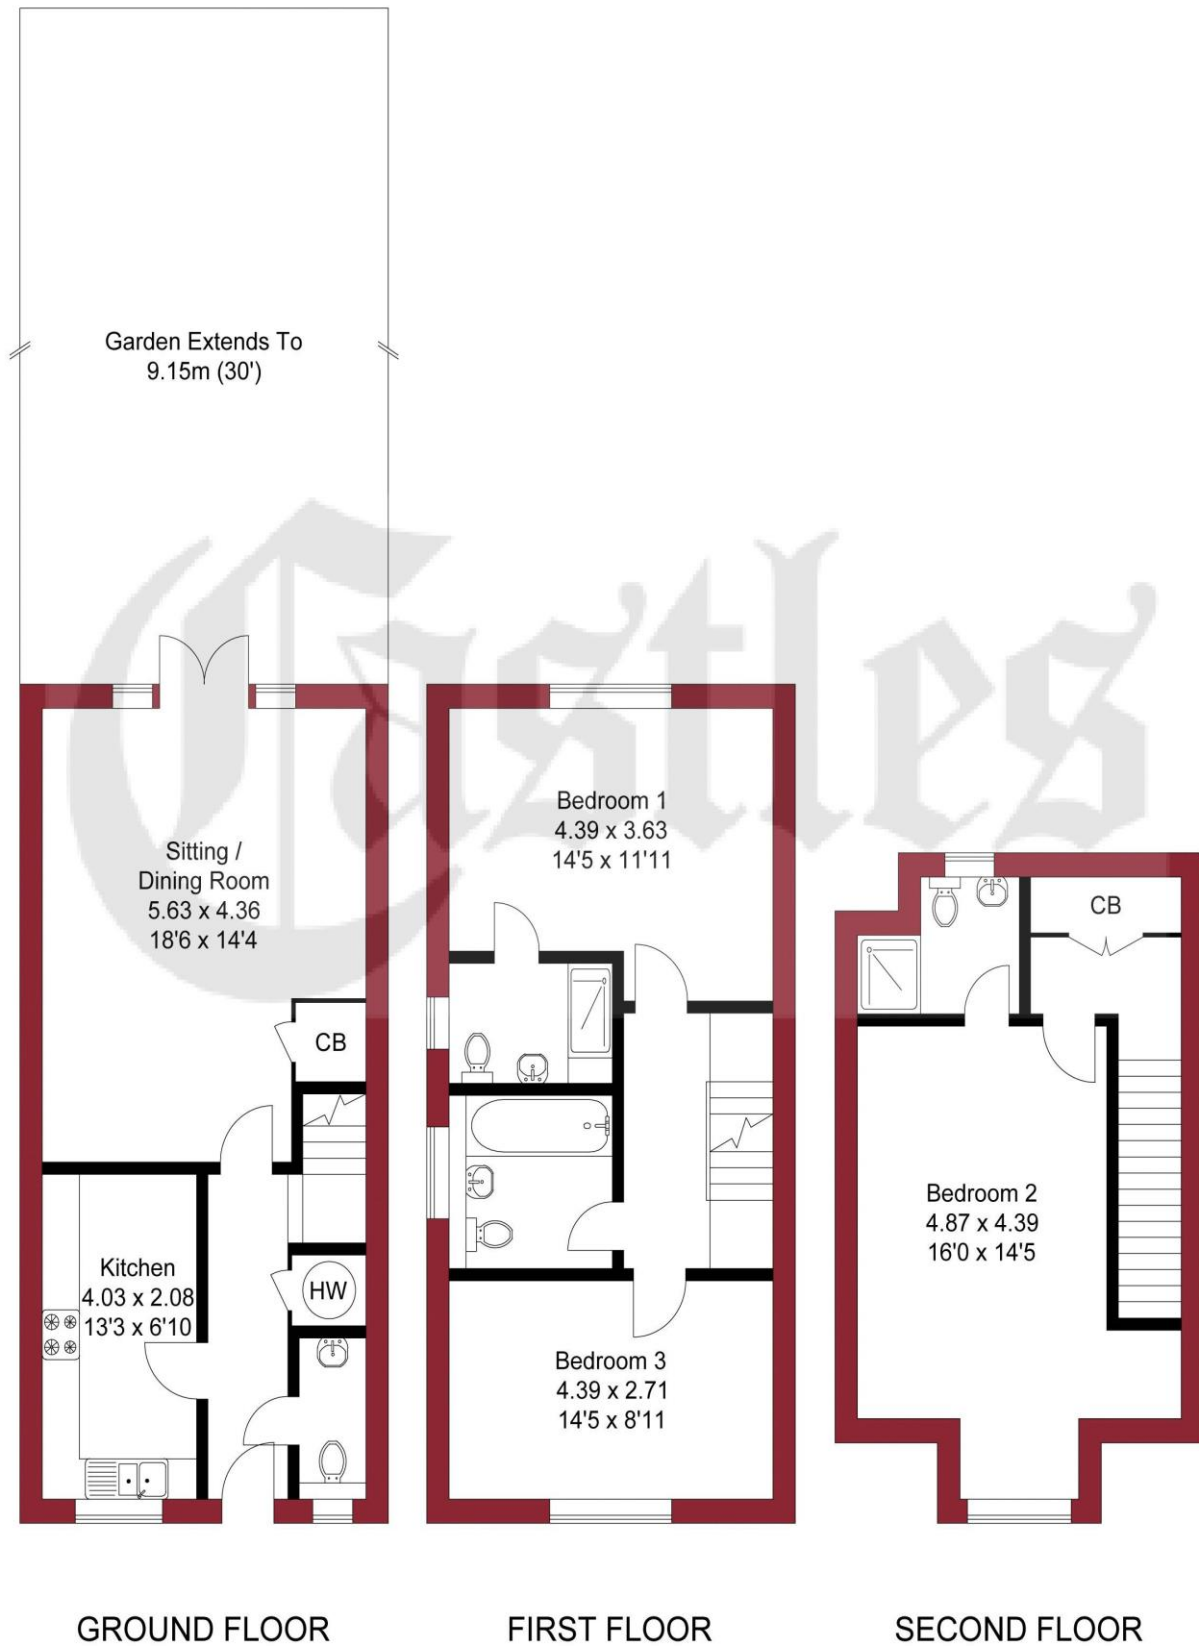 Garden Extends To
9.15m (30')
Castles
Sitting /
Dining Room
5.63 x 4.36
18'6 x 14'4
CB
Kitchen
4.03 x 2.08
13'3 x 6'10
HW
Bedroom 1
4.39 x 3.63
14'5 x 11'11
Bedroom 3
4.39 x 2.71
14'5 x 8'11
CB
Bedroom 2
4.87 x 4.39
16'0 x 14'5
GROUND FLOOR
FIRST FLOOR
SECOND FLOOR